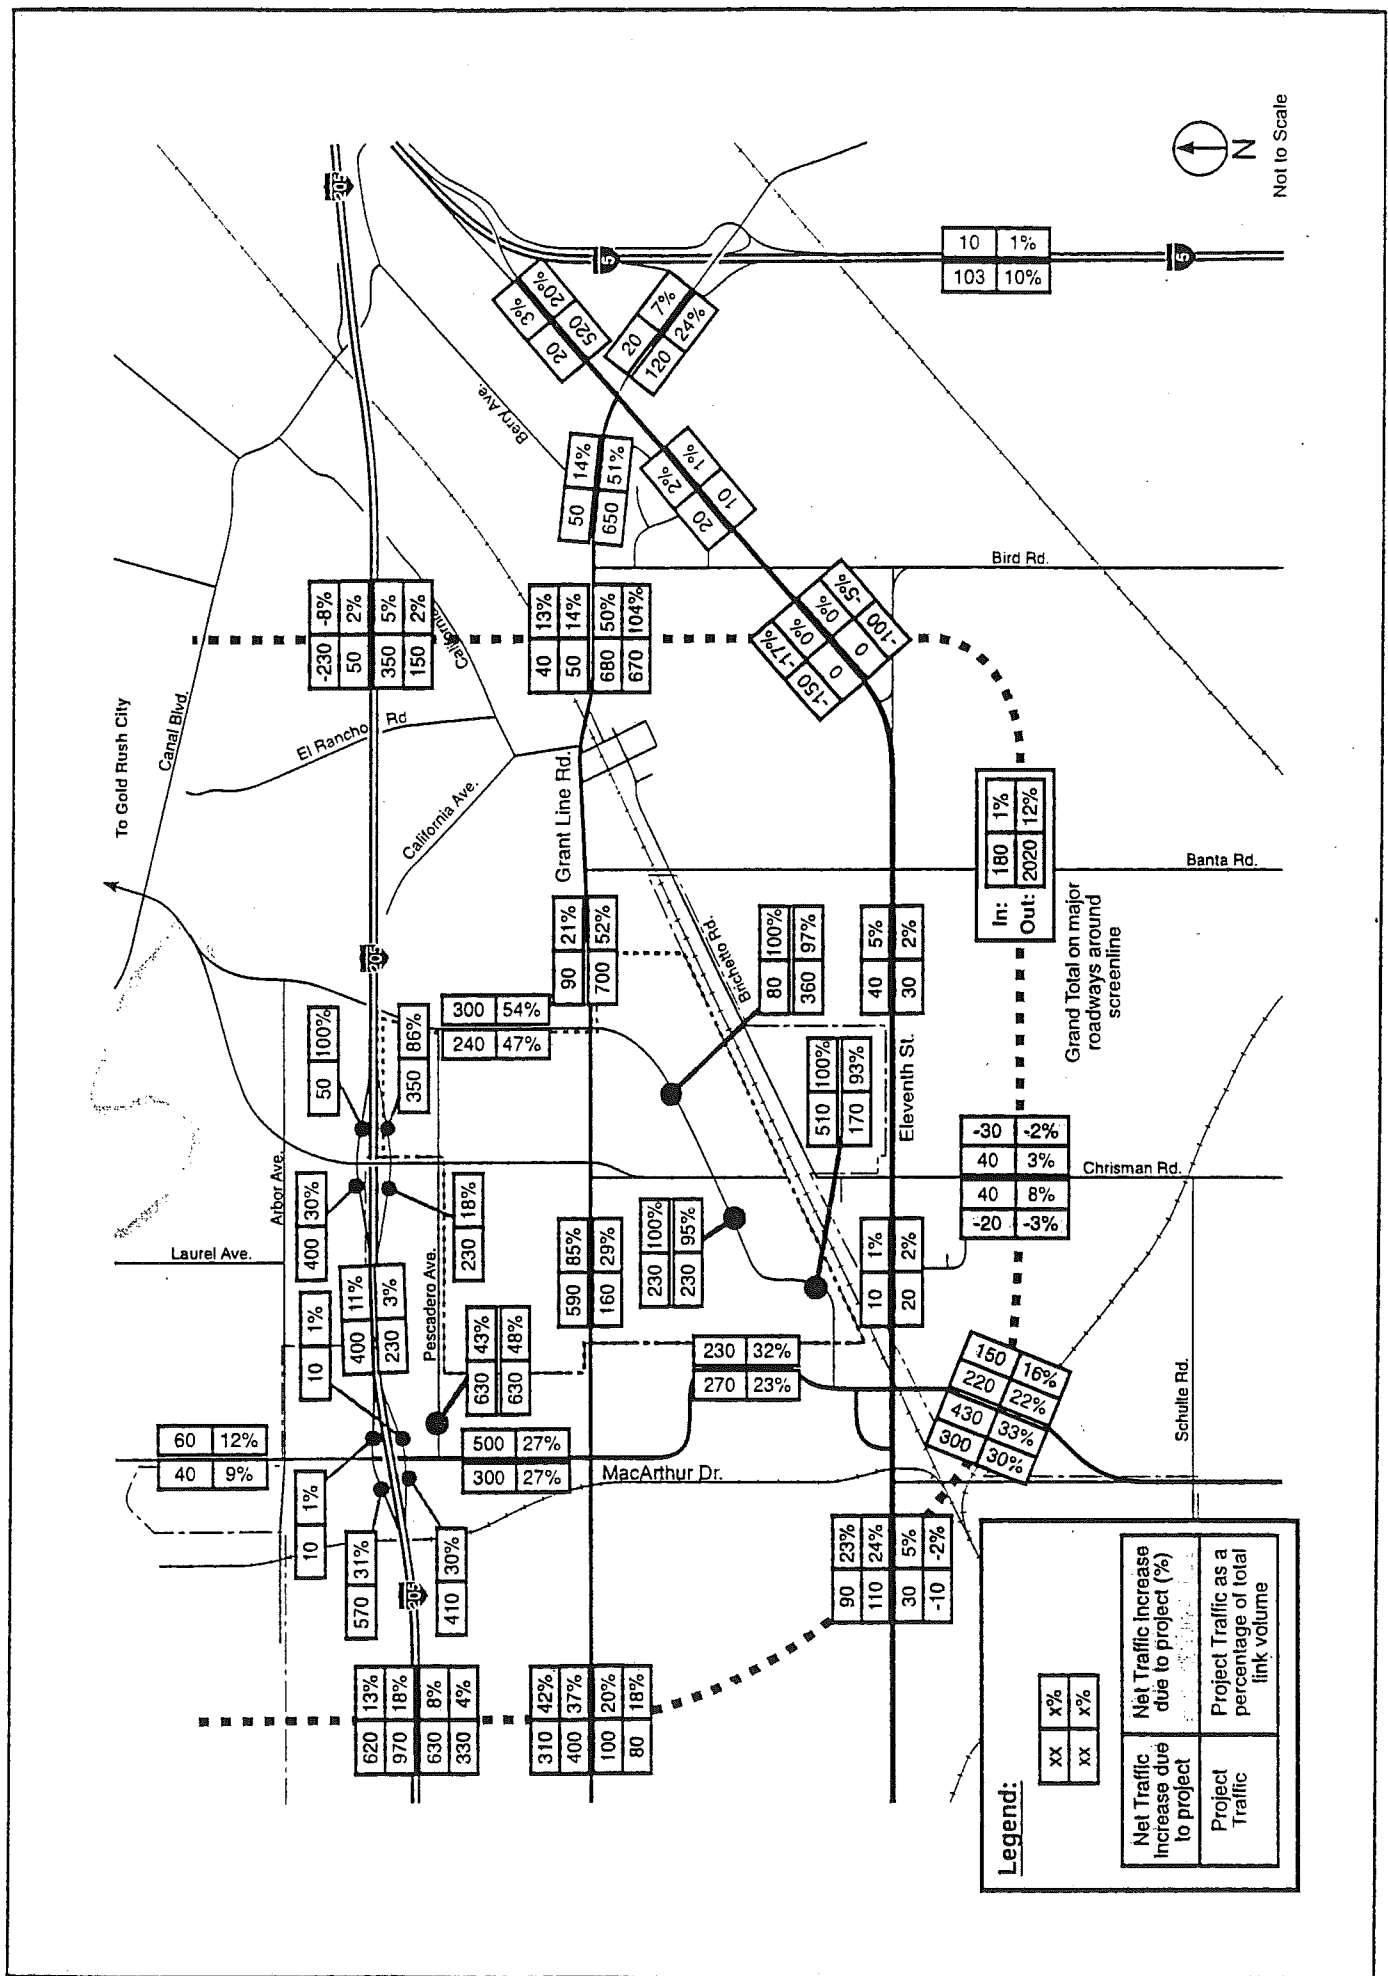 To Gold Rush City
Canal Blvd.
El Rancho Rd
California Ave.
California
Berry Ave.
205
205
205
5
5
Grant Line Rd.
Bird Rd.
Banta Rd.
Brichetto Rd.
Eleventh St.
Chrisman Rd.
Schulte Rd.
MacArthur Dr.
Pescadero Ave.
Arbor Ave.
Laurel Ave.
N
Not to Scale
10 1%
103 10%
3% 20%
20 520
20 7%
120 24%
14% 51%
50 650
2% 1%
20 10
-230 -8%
50 2%
350 5%
150 2%
40 13%
50 14%
680 50%
670 104%
-150 -17%
0 0%
0 0%
-100 -5%
In: 180 1%
Out: 2020 12%
Grand Total on major
roadways around
screenline
90 21%
700 52%
80 100%
360 97%
40 5%
30 2%
300 54%
240 47%
50 100%
350 86%
510 100%
170 93%
400 30%
230 18%
590 85%
160 29%
230 100%
230 95%
10 1%
20 2%
-30 -2%
40 3%
40 8%
-20 -3%
400 11%
230 3%
10 1%
630 43%
630 48%
230 32%
270 23%
150 16%
220 22%
430 33%
300 30%
60 12%
40 9%
500 27%
300 27%
10 1%
570 31%
410 30%
90 23%
110 24%
30 5%
-10 -2%
620 13%
970 18%
630 8%
330 4%
310 42%
400 37%
100 20%
80 18%
Legend:
xx x%
xx x%
Net Traffic
Increase due
to project
Net Traffic Increase
due to project (%)
Project
Traffic
Project Traffic as a
percentage of total
link volume